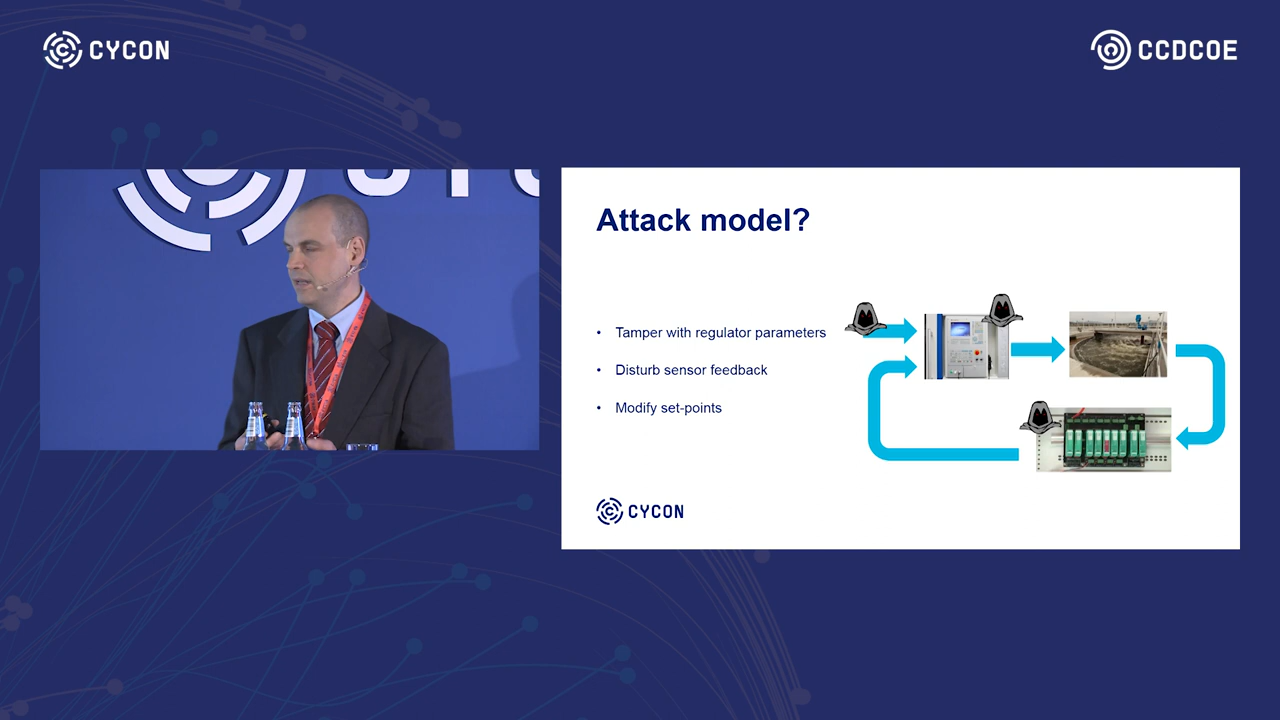 CYCON
CCDCOE
Attack model?
• Tamper with regulator parameters
• Disturb sensor feedback
• Modify set-points
CYCON